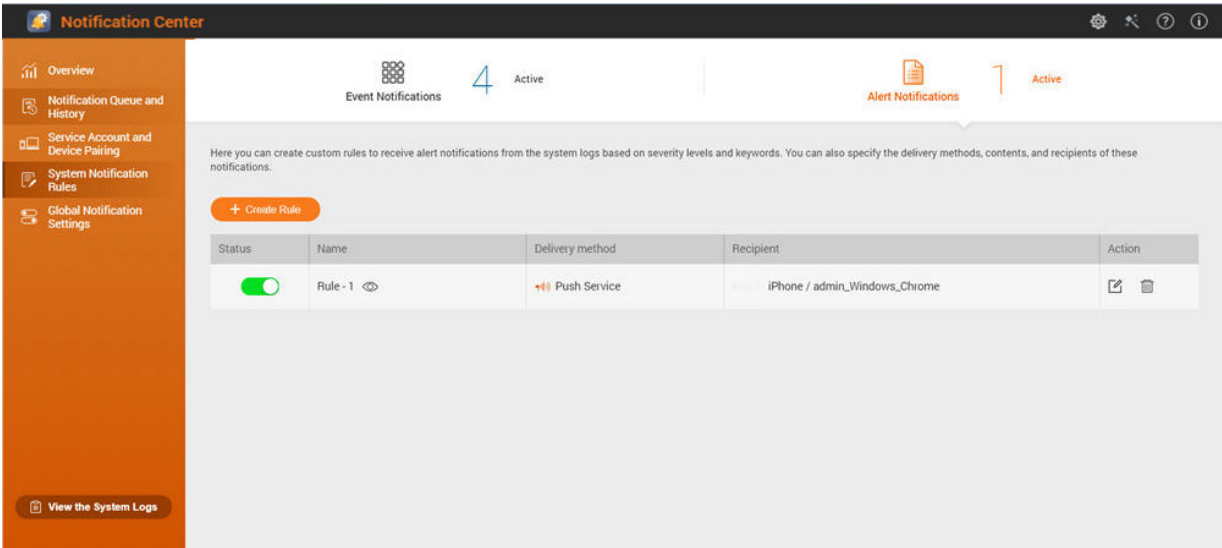 Notification Center
Overview
Notification Queue and
History
Service Account and
Device Pairing
System Notification
Rules
Global Notification
Settings
View the System Logs
Event Notifications
4 Active
Alert Notifications
1 Active
Here you can create custom rules to receive alert notifications from the system logs based on severity levels and keywords. You can also specify the delivery methods, contents, and recipients of these
notifications.
+ Create Rule
Status Name Delivery method Recipient Action
Rule - 1 Push Service iPhone / admin_Windows_Chrome